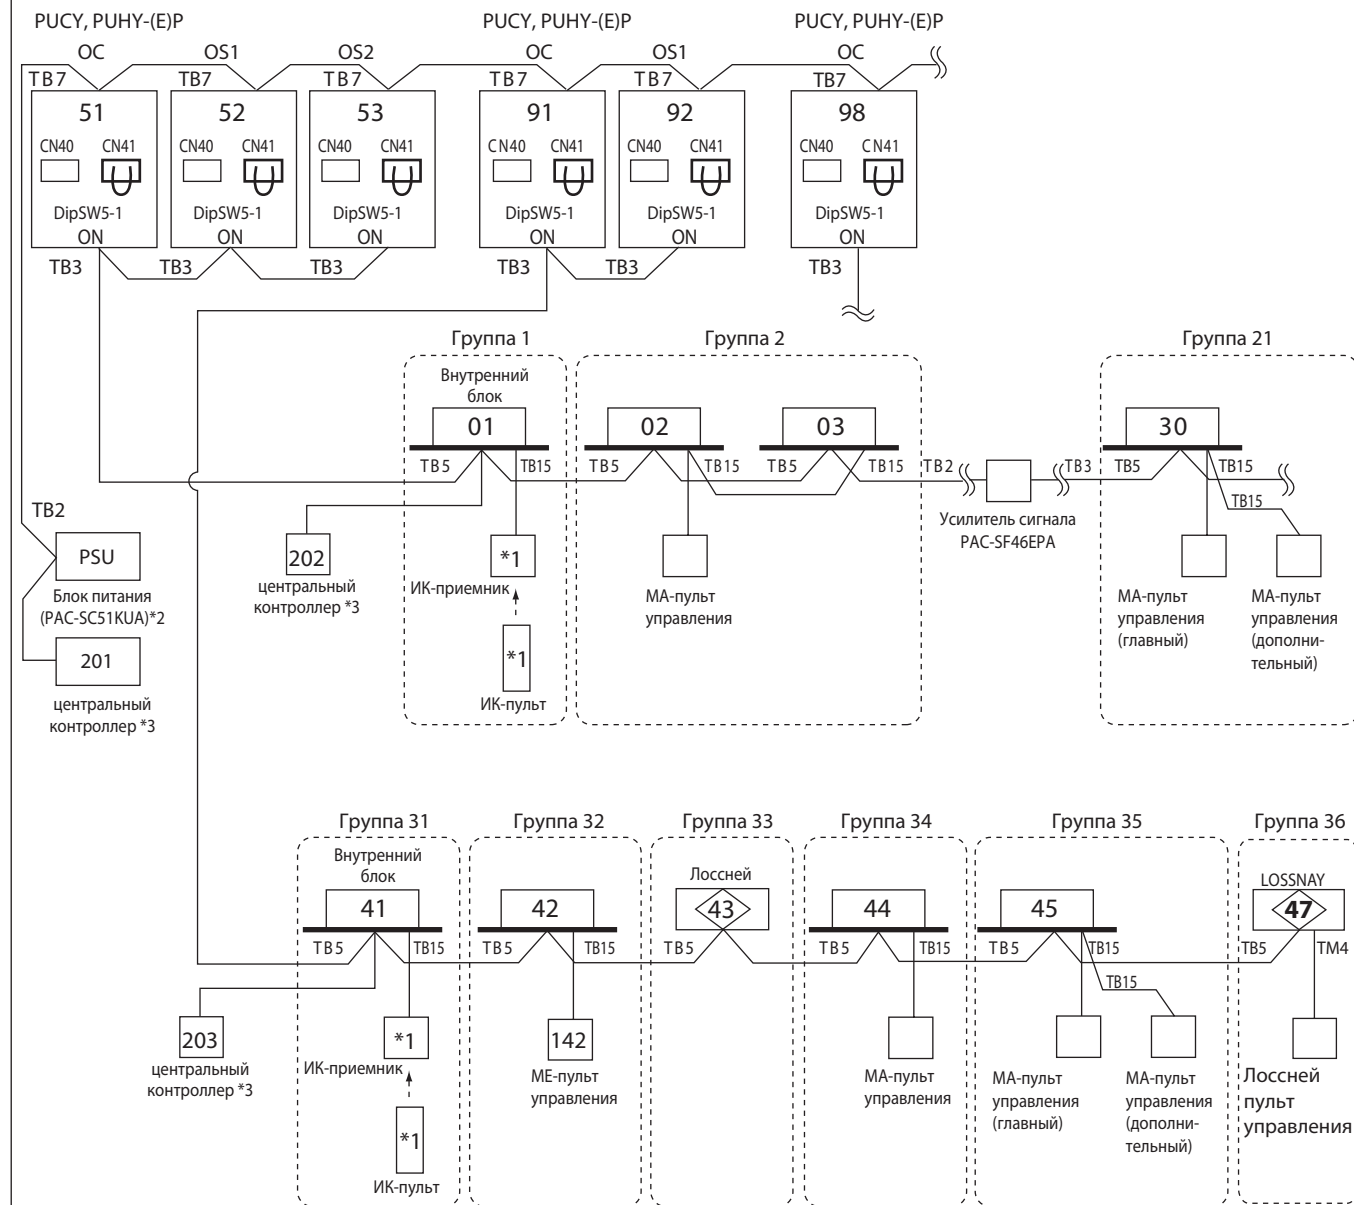 PUCY, PUHY-(E)P PUCY, PUHY-(E)P PUCY, PUHY-(E)P
OC OS1 OS2 OC OS1 OC
TB7 TB7 TB7 TB7 TB7 TB7
51 52 53 91 92 98
CN40 CN41 CN40 CN41 CN40 CN41 CN40 CN41 CN40 CN41 CN40 CN41
DipSW5-1 DipSW5-1 DipSW5-1 DipSW5-1 DipSW5-1 DipSW5-1
ON ON ON ON ON ON
TB3 TB3 TB3 TB3 TB3 TB3
Группа 1 Группа 2 Группа 21
Внутренний
блок
01 02 03 30
TB5 TB15 TB5 TB15 TB5 TB15 TB2 TB3 TB5 TB15
TB15
Усилитель сигнала
PAC-SF46EPA
TB2
PSU
Блок питания
(PAC-SC51KUA)*2
201
центральный
контроллер *3
202
центральный
контроллер *3
*1
ИК-приемник
*1
ИК-пульт
МА-пульт
управления
МА-пульт
управления
(главный)
МА-пульт
управления
(дополни-
тельный)
Группа 31 Группа 32 Группа 33 Группа 34 Группа 35 Группа 36
Внутренний
блок
Лоссней
LOSSNAY
41 42 43 44 45 47
TB5 TB15 TB5 TB15 TB5 TB5 TB15 TB5 TB15 TB5 TM4
TB15
203
центральный
контроллер *3
*1
ИК-приемник
*1
ИК-пульт
142
МЕ-пульт
управления
МА-пульт
управления
МА-пульт
управления
(главный)
МА-пульт
управления
(дополни-
тельный)
Лоссней
пульт
управления